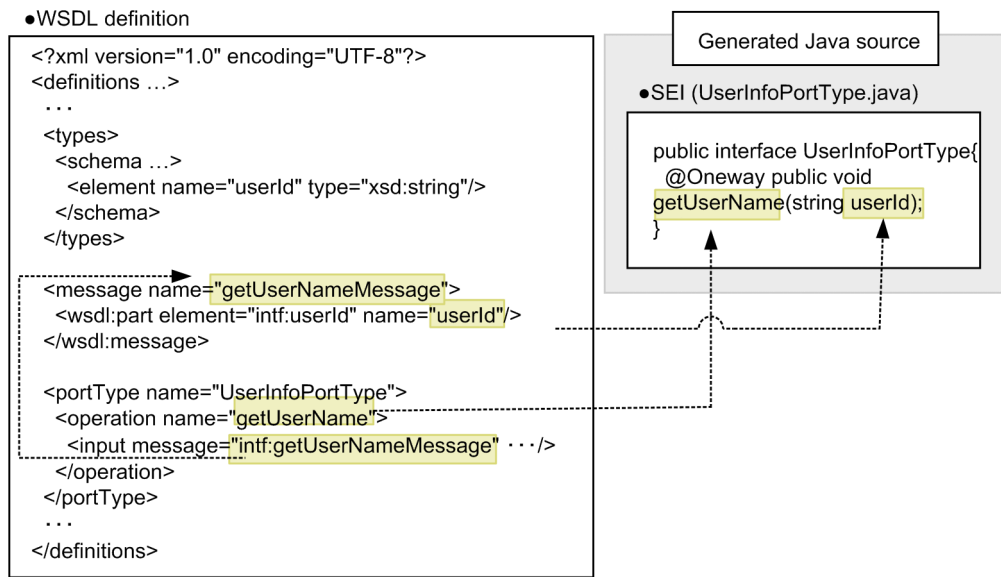 ●WSDL definition
<?xml version="1.0" encoding="UTF-8"?>
<definitions …>
･･･
<types>
<schema …>
<element name="userId" type="xsd:string"/>
</schema>
</types>
<message name="getUserNameMessage">
<wsdl:part element="intf:userId" name="userId"/>
</wsdl:message>
<portType name="UserInfoPortType">
<operation name="getUserName">
<input message="intf:getUserNameMessage" ･･･/>
</operation>
</portType>
･･･
</definitions>
Generated Java source
●SEI (UserInfoPortType.java)
public interface UserInfoPortType{
@Oneway public void
getUserName(string userId);
}